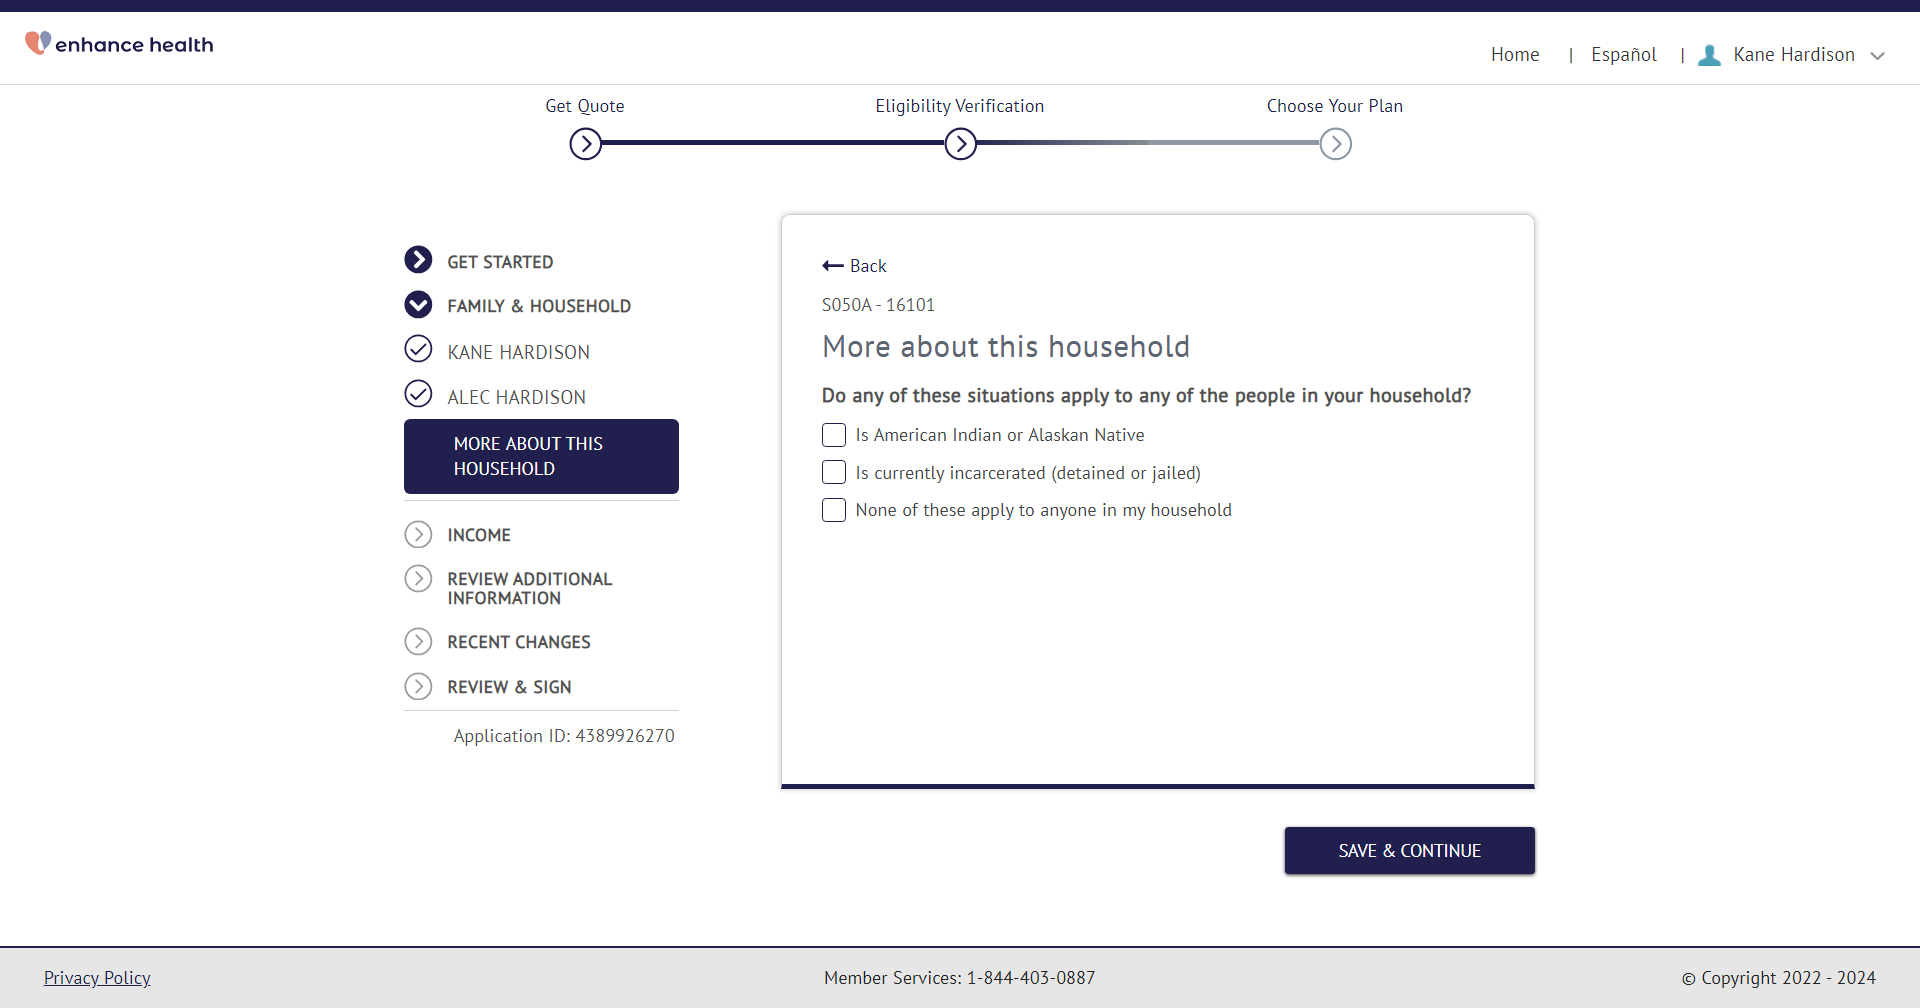 enhance health
Home | Español | Kane Hardison
Get Quote
Eligibility Verification
Choose Your Plan
GET STARTED
FAMILY & HOUSEHOLD
KANE HARDISON
ALEC HARDISON
MORE ABOUT THIS
HOUSEHOLD
INCOME
REVIEW ADDITIONAL
INFORMATION
RECENT CHANGES
REVIEW & SIGN
Application ID: 4389926270
Back
S050A - 16101
More about this household
Do any of these situations apply to any of the people in your household?
Is American Indian or Alaskan Native
Is currently incarcerated (detained or jailed)
None of these apply to anyone in my household
SAVE & CONTINUE
Privacy Policy
Member Services: 1-844-403-0887
© Copyright 2022 - 2024